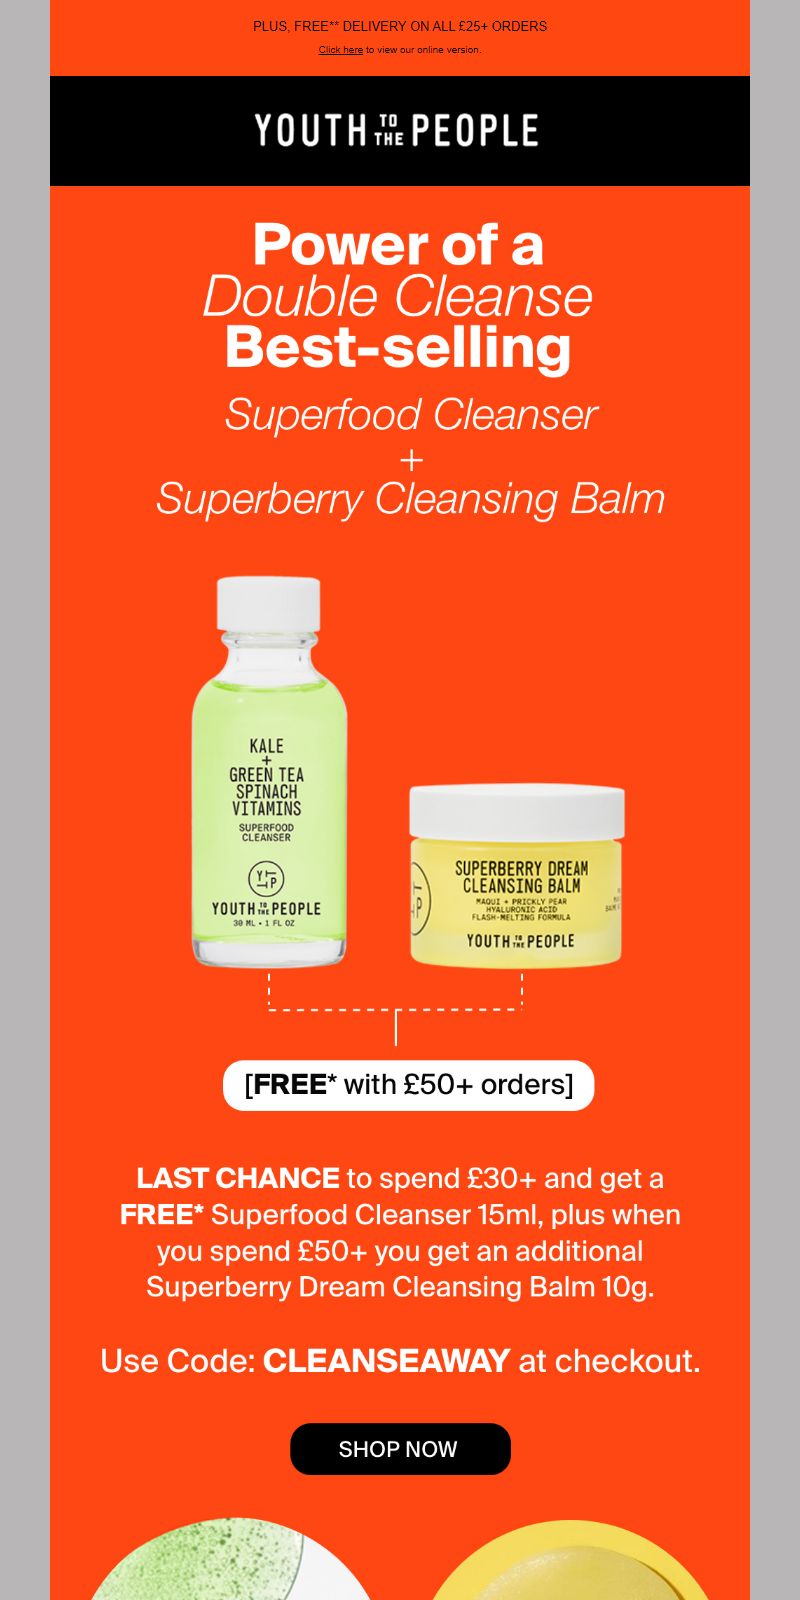 PLUS, FREE** DELIVERY ON ALL £25+ ORDERS
Click here to view our online version.
YOUTH TO THE PEOPLE
Power of a
Double Cleanse
Best-selling
Superfood Cleanser
+
Superberry Cleansing Balm
KALE
+
GREEN TEA
SPINACH
VITAMINS
SUPERFOOD
CLEANSER
YTTP
YOUTH TO THE PEOPLE
30 ML • 1 FL OZ
SUPERBERRY DREAM
CLEANSING BALM
MAQUI + PRICKLY PEAR
HYALURONIC ACID
FLASH-MELTING FORMULA
YOUTH TO THE PEOPLE
[FREE* with £50+ orders]
LAST CHANCE to spend £30+ and get a
FREE* Superfood Cleanser 15ml, plus when
you spend £50+ you get an additional
Superberry Dream Cleansing Balm 10g.
Use Code: CLEANSEAWAY at checkout.
SHOP NOW